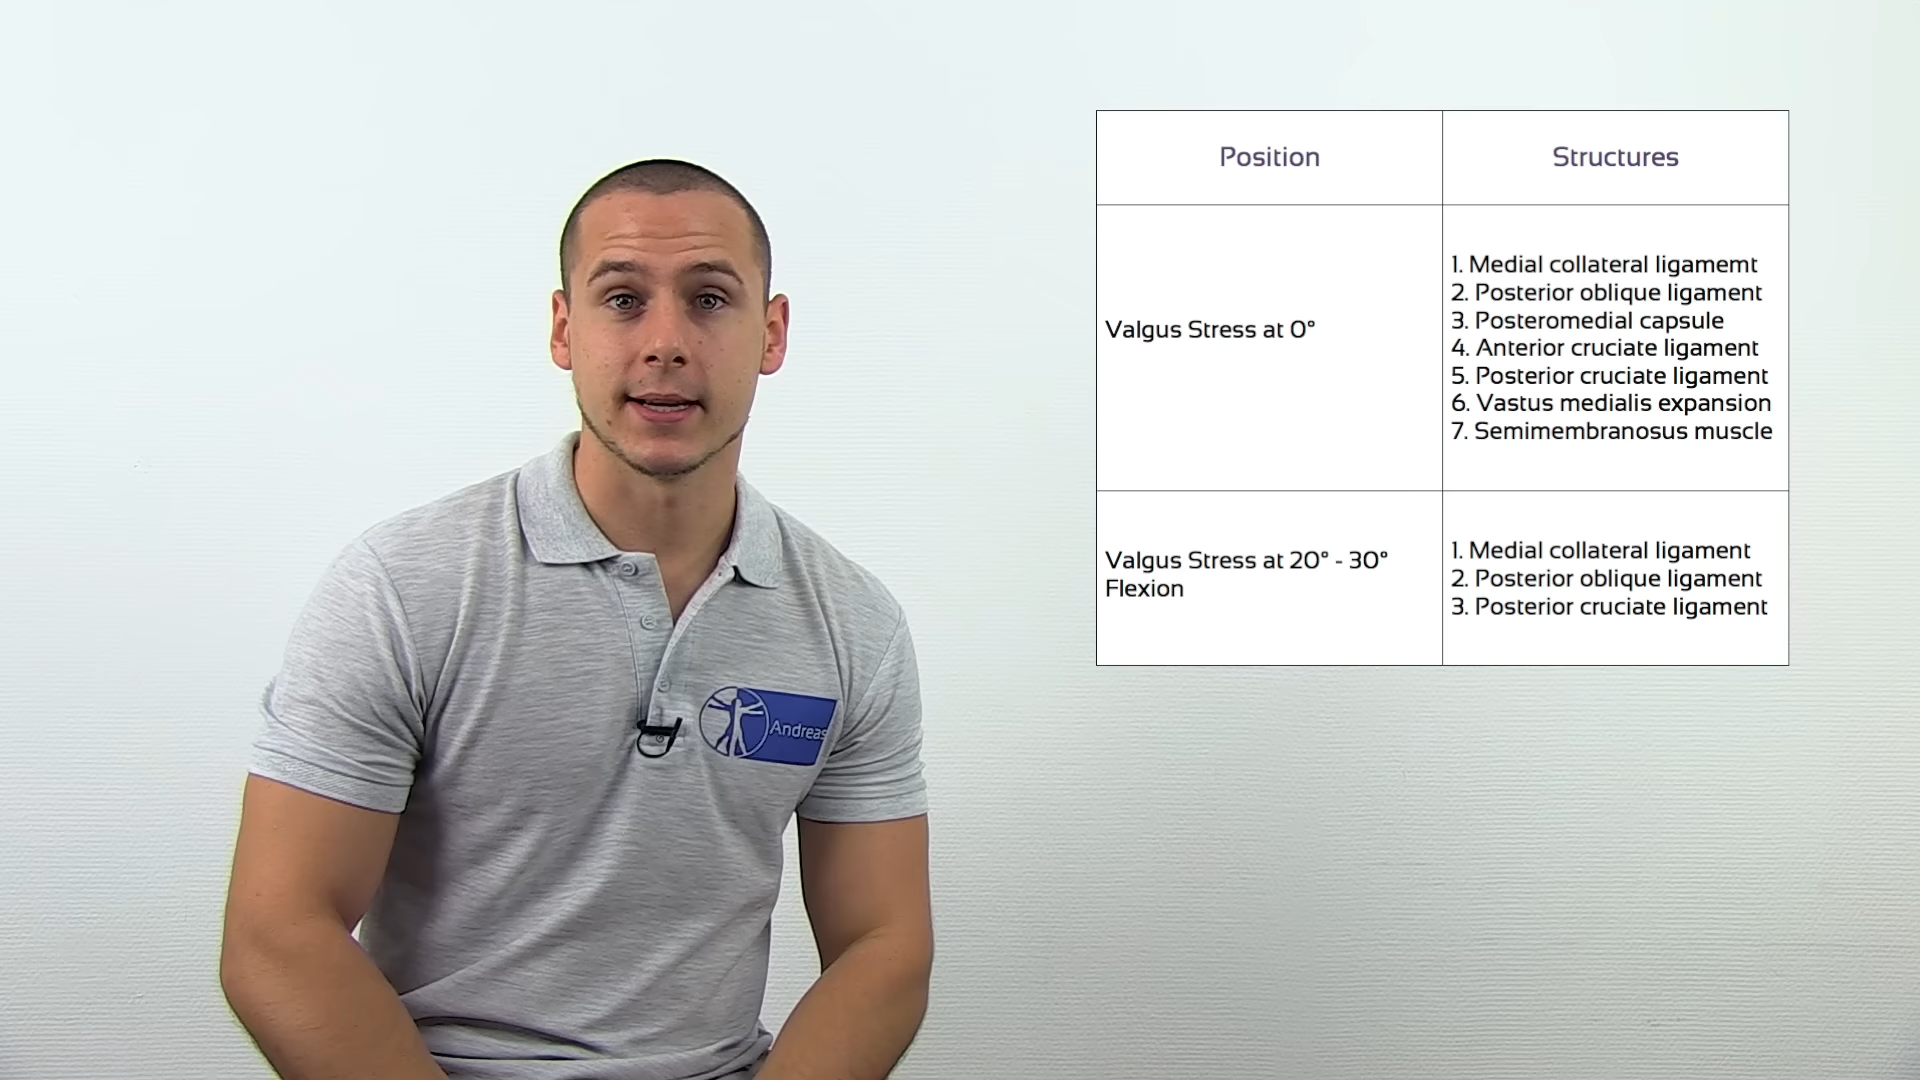 Position
Structures
Valgus Stress at 0°
1. Medial collateral ligamemt
2. Posterior oblique ligament
3. Posteromedial capsule
4. Anterior cruciate ligament
5. Posterior cruciate ligament
6. Vastus medialis expansion
7. Semimembranosus muscle
Valgus Stress at 20° - 30°
Flexion
1. Medial collateral ligament
2. Posterior oblique ligament
3. Posterior cruciate ligament
Andreas